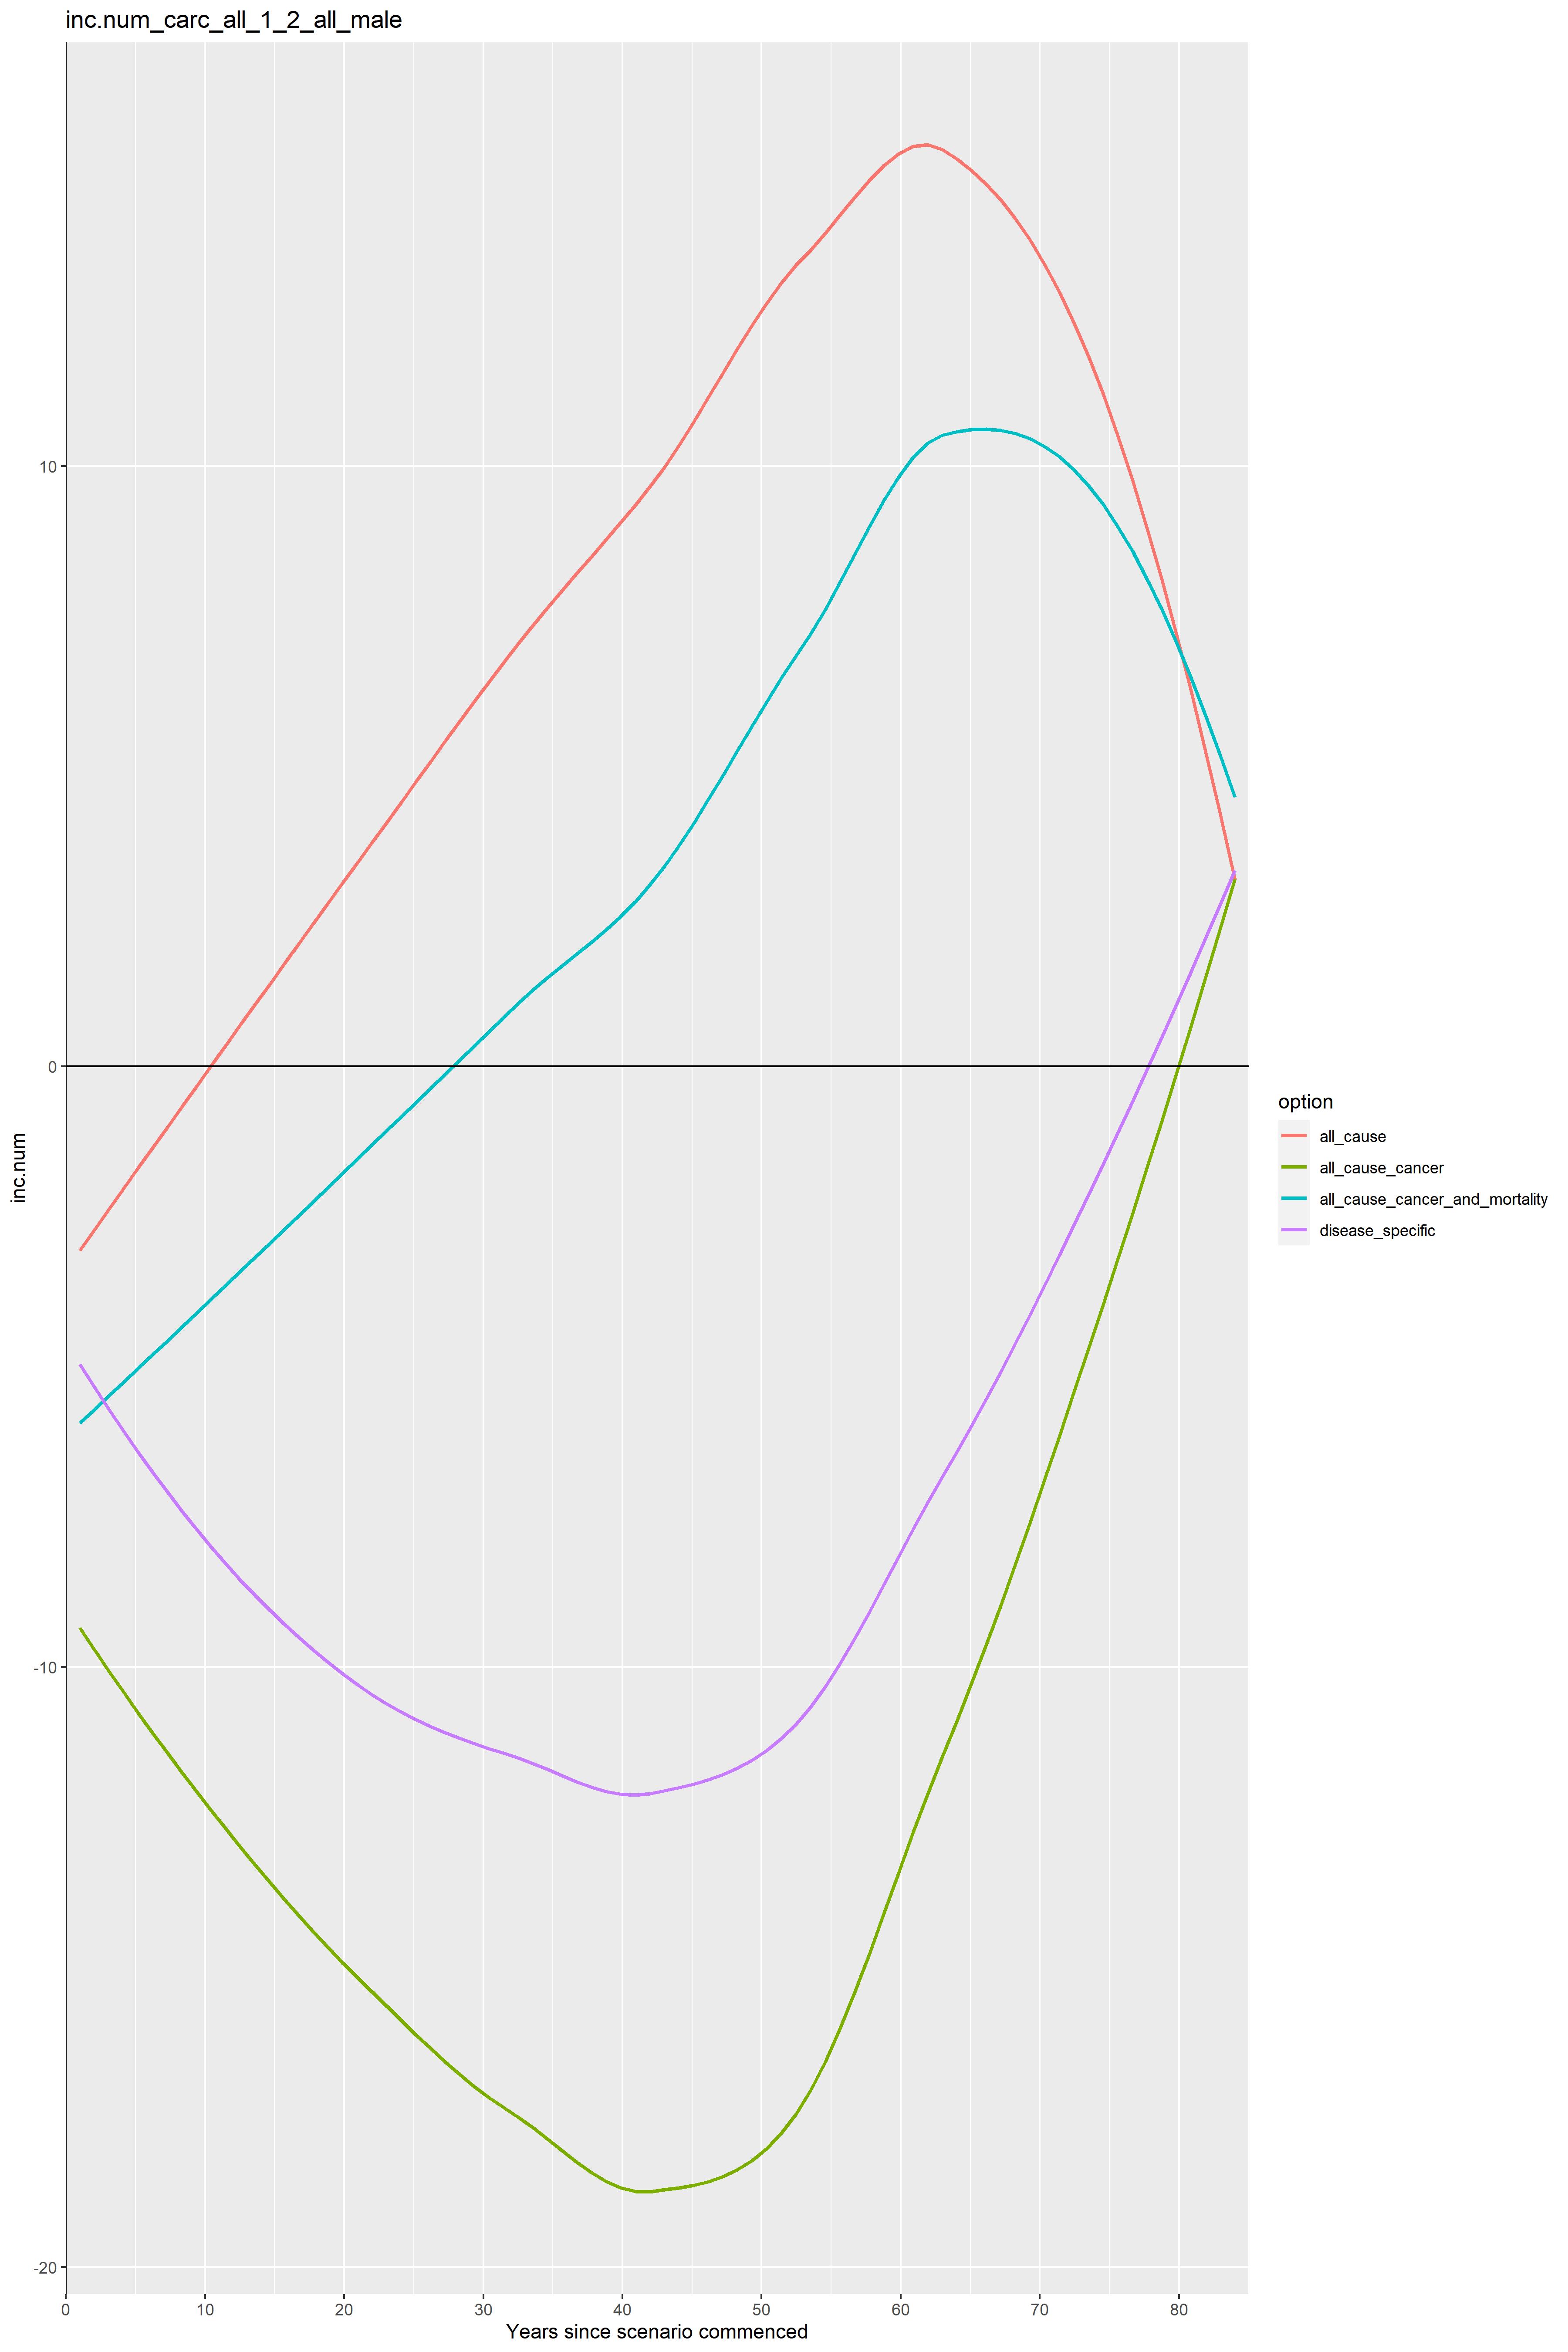 inc.num_carc_all_1_2_all_male
10
0
-10
-20
inc.num
0 10 20 30 40 50 60 70 80
Years since scenario commenced
option
all_cause
all_cause_cancer
all_cause_cancer_and_mortality
disease_specific